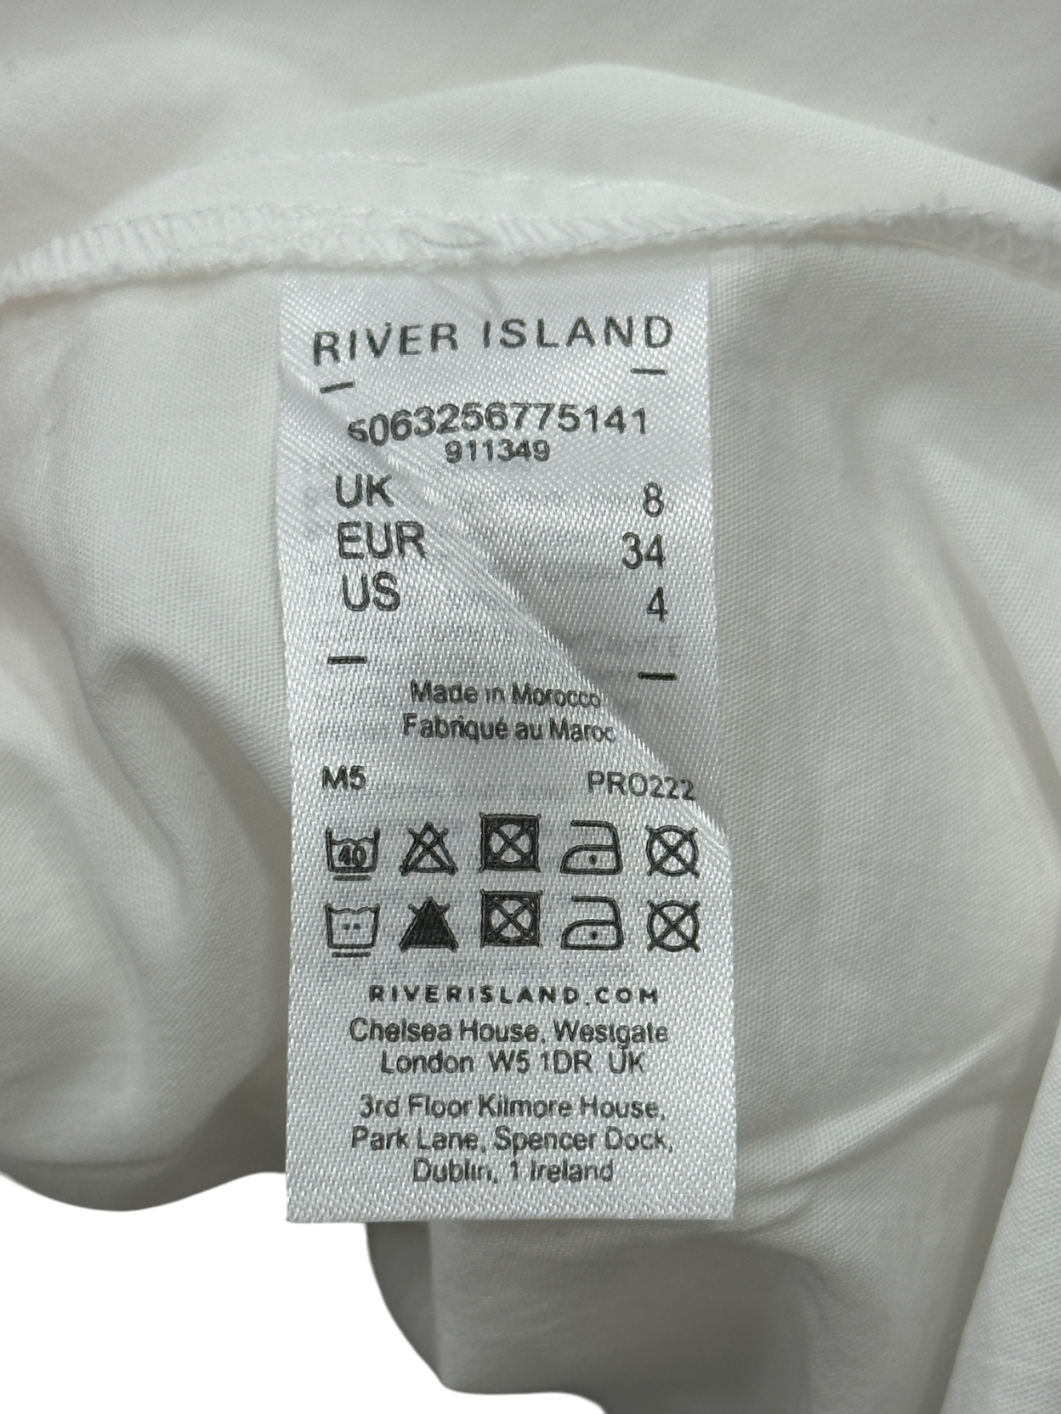 RIVER ISLAND
5063256775141
911349
UK 8
EUR 34
US 4
Made in Morocco
Fabriqué au Maroc
M5 PRO222
40
RIVERISLAND.COM
Chelsea House, Westgate
London W5 1DR UK
3rd Floor Kilmore House,
Park Lane, Spencer Dock,
Dublin, 1 Ireland